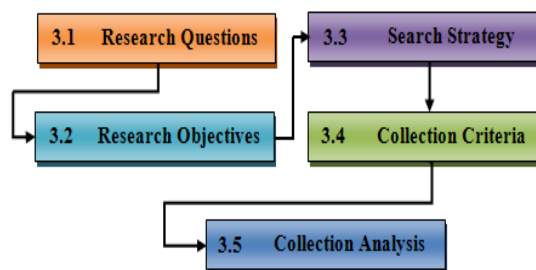 3.1 Research Questions
3.2 Research Objectives
3.3 Search Strategy
3.4 Collection Criteria
3.5 Collection Analysis